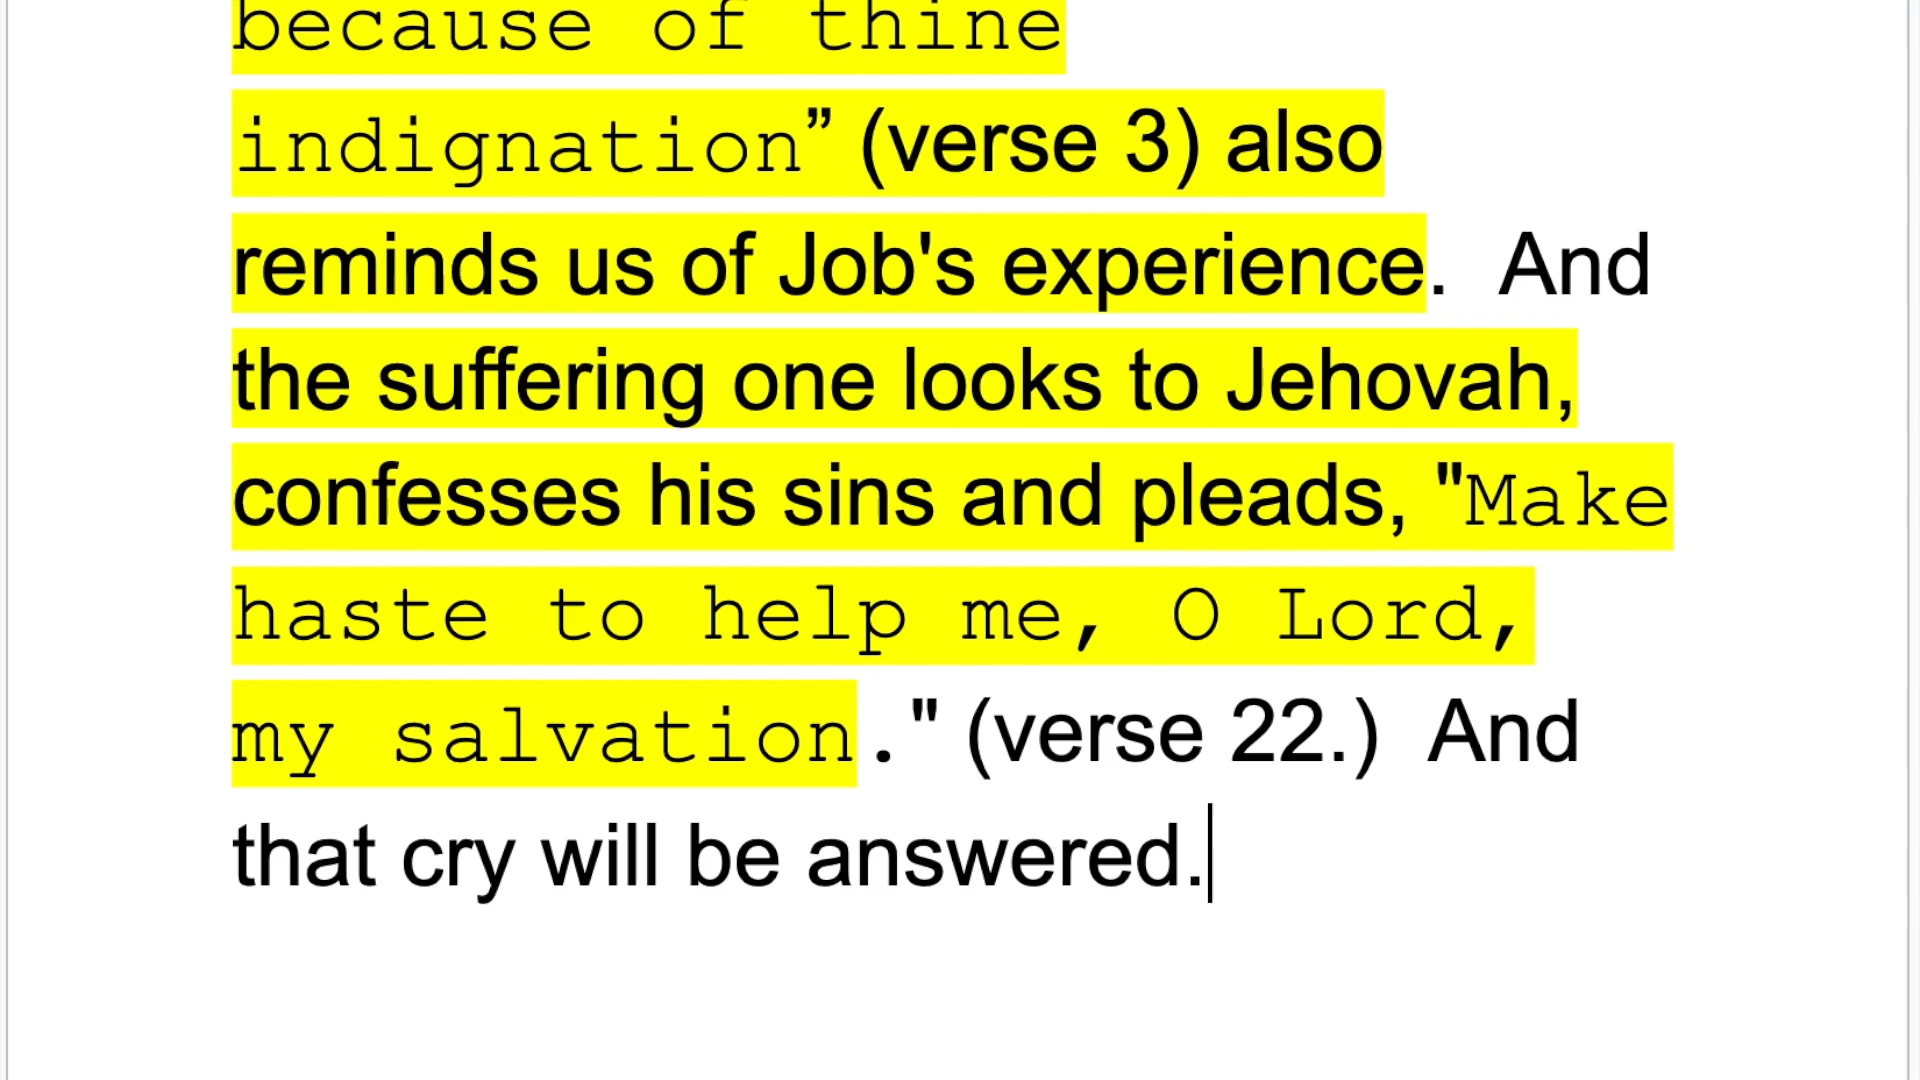 because of thine
indignation” (verse 3) also
reminds us of Job's experience.  And
the suffering one looks to Jehovah,
confesses his sins and pleads, "Make
haste to help me, O Lord,
my salvation." (verse 22.)  And
that cry will be answered.